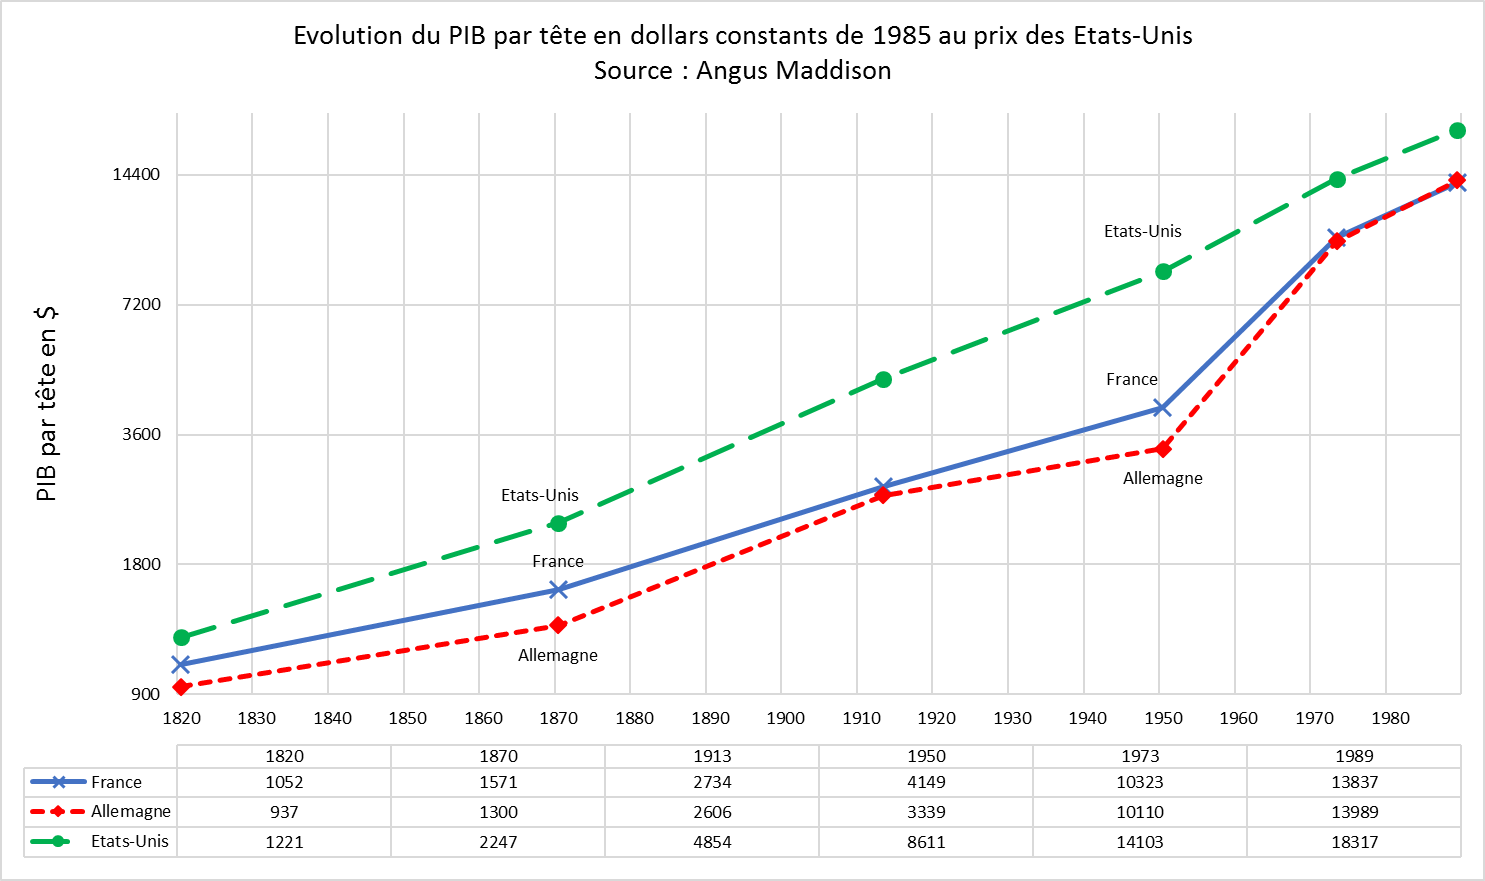 Evolution du PIB par tête en dollars constants de 1985 au prix des Etats-Unis
Source : Angus Maddison
PIB par tête en $
14400
7200
3600
1800
900
Etats-Unis
France
Allemagne
Etats-Unis
France
Allemagne
1820 1830 1840 1850 1860 1870 1880 1890 1900 1910 1920 1930 1940 1950 1960 1970 1980
1820 1870 1913 1950 1973 1989
France 1052 1571 2734 4149 10323 13837
Allemagne 937 1300 2606 3339 10110 13989
Etats-Unis 1221 2247 4854 8611 14103 18317